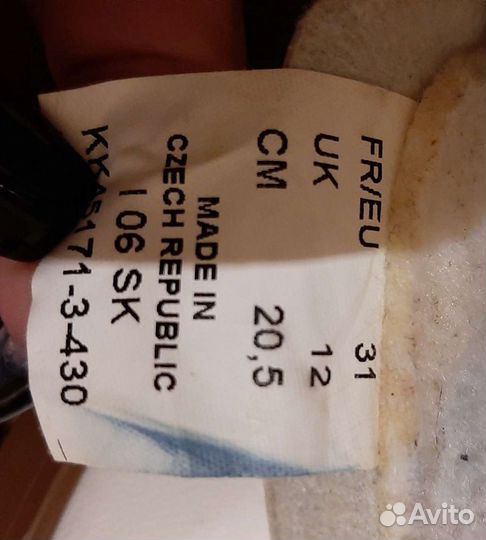 FR/EU 31
UK 12
CM 20,5
MADE IN
CZECH REPUBLIC
I 06 SK
171-3-430
Avito